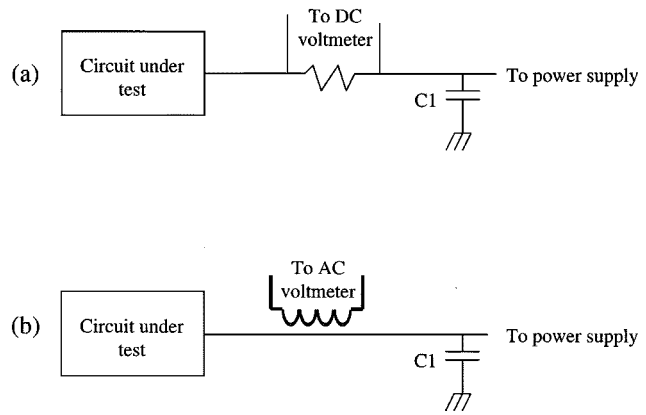 To DC
voltmeter
(a)
Circuit under
test
C1
To power supply
To AC
voltmeter
(b)
Circuit under
test
C1
To power supply